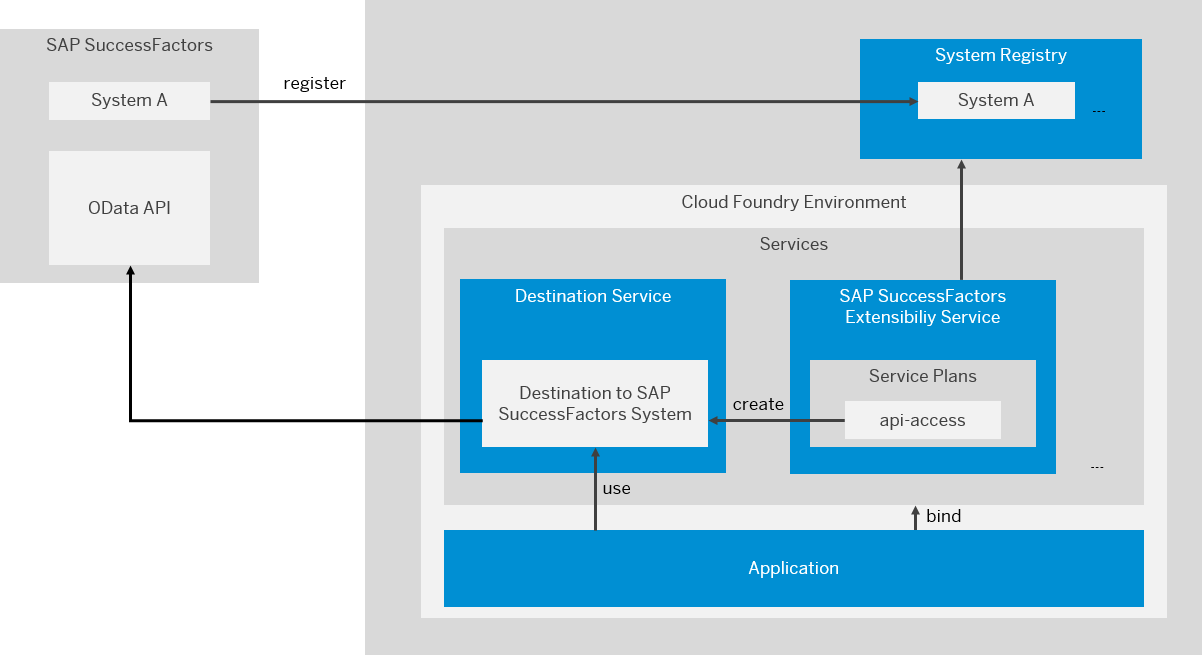 SAP SuccessFactors
System A
OData API
register
System Registry
System A
...
Cloud Foundry Environment
Services
Destination Service
Destination to SAP
SuccessFactors System
create
SAP SuccessFactors
Extensibiliy Service
Service Plans
api-access
...
use
bind
Application